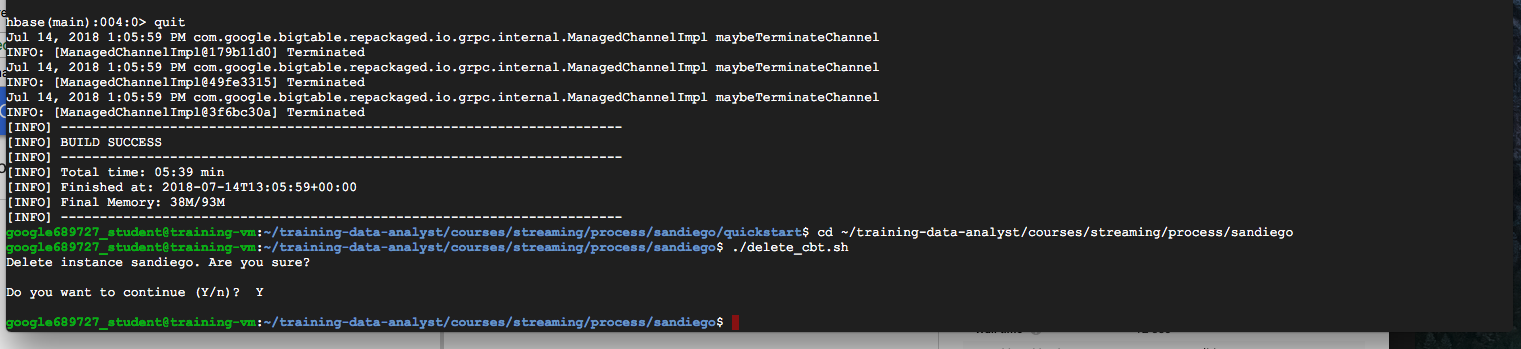 hbase(main):004:0> quit
Jul 14, 2018 1:05:59 PM com.google.bigtable.repackaged.io.grpc.internal.ManagedChannelImpl maybeTerminateChannel
INFO: [ManagedChannelImpl@179b11d0] Terminated
Jul 14, 2018 1:05:59 PM com.google.bigtable.repackaged.io.grpc.internal.ManagedChannelImpl maybeTerminateChannel
INFO: [ManagedChannelImpl@49fe3315] Terminated
Jul 14, 2018 1:05:59 PM com.google.bigtable.repackaged.io.grpc.internal.ManagedChannelImpl maybeTerminateChannel
INFO: [ManagedChannelImpl@3f6bc30a] Terminated
[INFO] ------------------------------------------------------------------------
[INFO] BUILD SUCCESS
[INFO] ------------------------------------------------------------------------
[INFO] Total time: 05:39 min
[INFO] Finished at: 2018-07-14T13:05:59+00:00
[INFO] Final Memory: 38M/93M
[INFO] ------------------------------------------------------------------------
google689727_student@training-vm:~/training-data-analyst/courses/streaming/process/sandiego/quickstart$ cd ~/training-data-analyst/courses/streaming/process/sandiego
google689727_student@training-vm:~/training-data-analyst/courses/streaming/process/sandiego$ ./delete_cbt.sh
Delete instance sandiego. Are you sure?
Do you want to continue (Y/n)?  Y
google689727_student@training-vm:~/training-data-analyst/courses/streaming/process/sandiego$